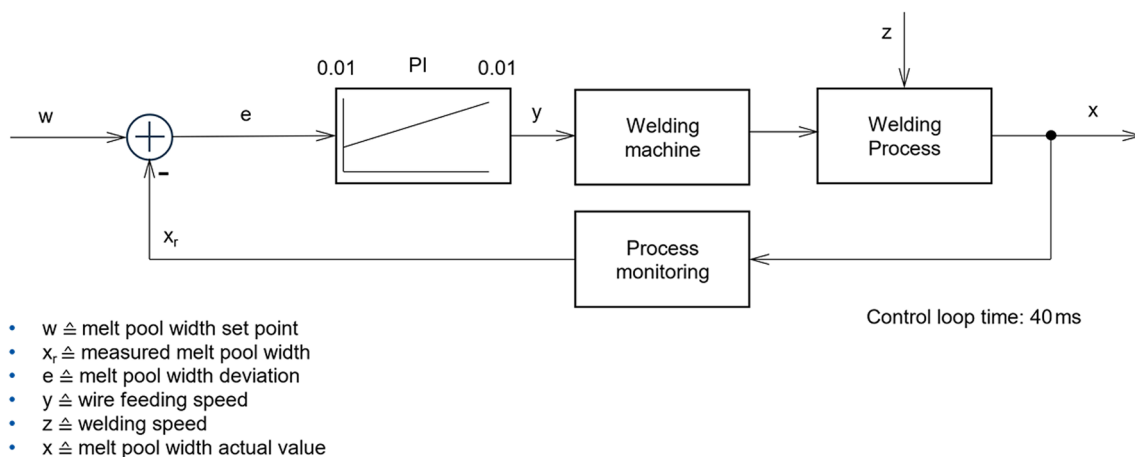 z
0.01 PI 0.01
w
e
y
x
Welding
machine
Welding
Process
-
xᵣ
Process
monitoring
Control loop time: 40 ms
• w ≙ melt pool width set point
• xᵣ ≙ measured melt pool width
• e ≙ melt pool width deviation
• y ≙ wire feeding speed
• z ≙ welding speed
• x ≙ melt pool width actual value